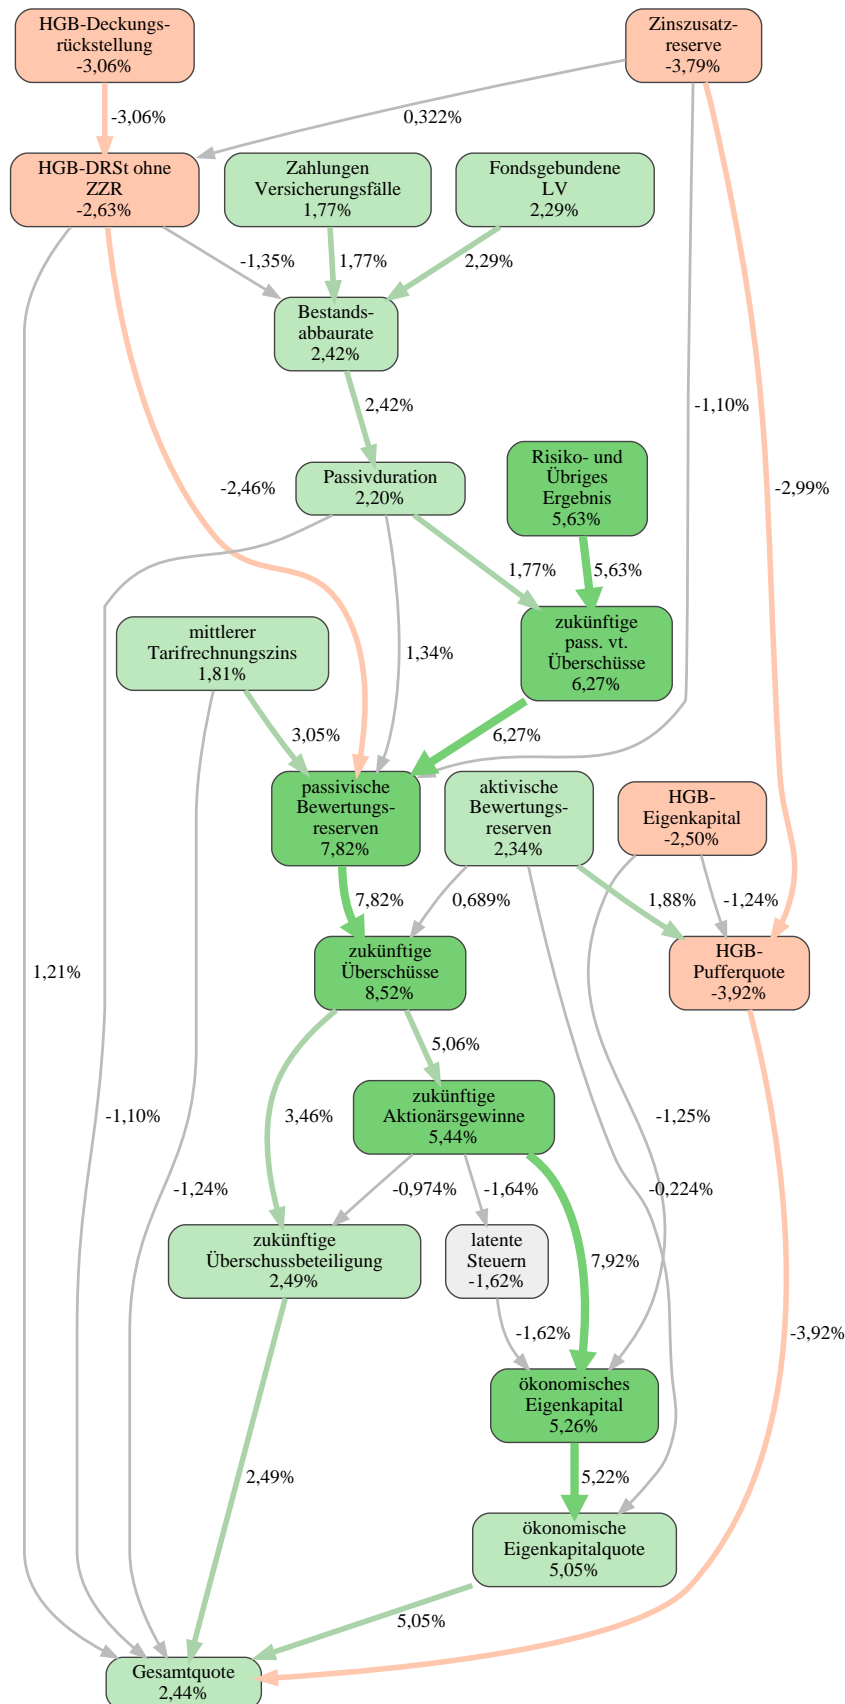 HGB-Deckungs-
rückstellung
-3,06%
Zinszusatz-
reserve
-3,79%
-3,06%
0,322%
HGB-DRSt ohne
ZZR
-2,63%
Zahlungen
Versicherungsfälle
1,77%
Fondsgebundene
LV
2,29%
-1,35%
1,77%
2,29%
Bestands-
abbaurate
2,42%
2,42%
-1,10%
Risiko- und
Übriges
Ergebnis
5,63%
Passivduration
2,20%
-2,46%
-2,99%
1,77%
5,63%
mittlerer
Tarifrechnungszins
1,81%
zukünftige
pass. vt.
Überschüsse
6,27%
1,34%
3,05%
6,27%
passivische
Bewertungs-
reserven
7,82%
aktivische
Bewertungs-
reserven
2,34%
HGB-
Eigenkapital
-2,50%
7,82%
0,689%
1,88%
-1,24%
1,21%
zukünftige
Überschüsse
8,52%
HGB-
Pufferquote
-3,92%
5,06%
-1,10%
3,46%
zukünftige
Aktionärsgewinne
5,44%
-1,25%
-1,24%
-0,974%
-1,64%
-0,224%
zukünftige
Überschussbeteiligung
2,49%
latente
Steuern
-1,62%
7,92%
-1,62%
-3,92%
ökonomisches
Eigenkapital
5,26%
2,49%
5,22%
ökonomische
Eigenkapitalquote
5,05%
5,05%
Gesamtquote
2,44%